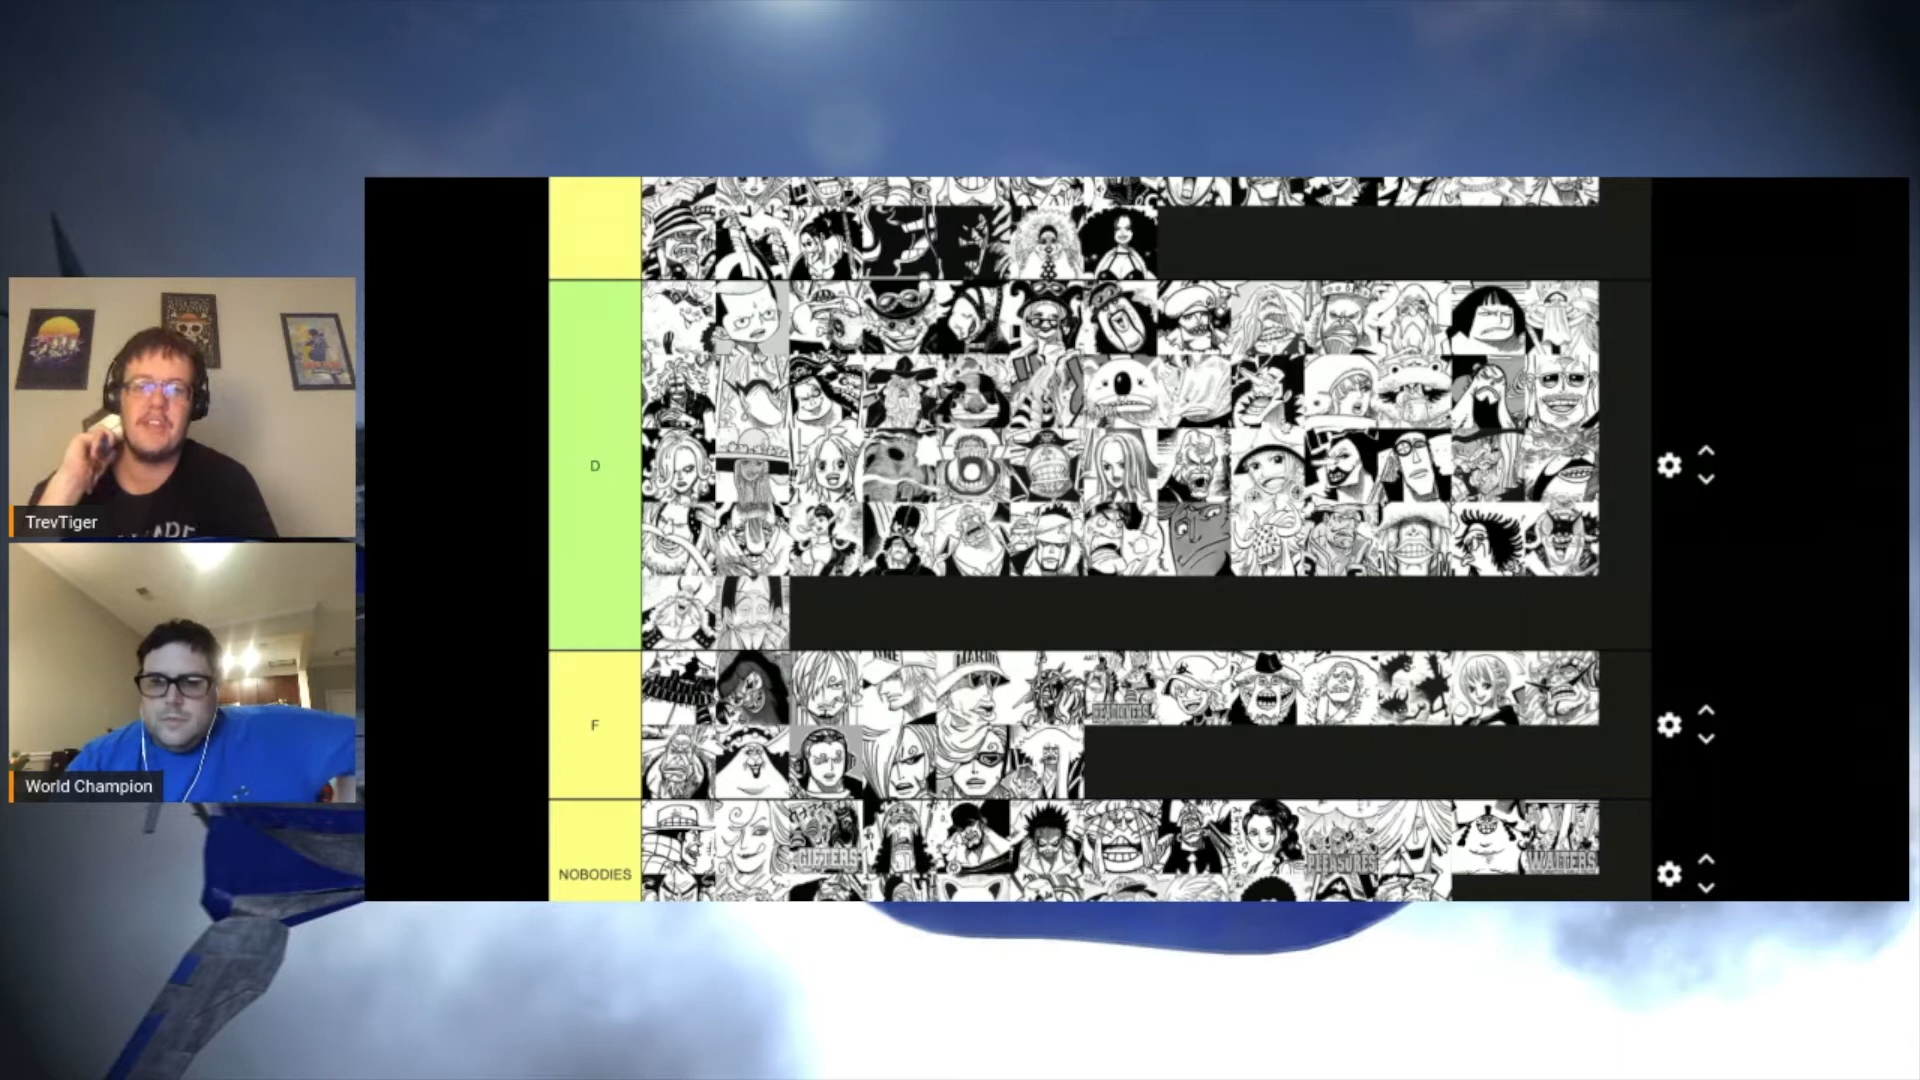 TrevTiger
World Champion
D
F
NOBODIES
GIFTERS
PLEASURES
WAITERS